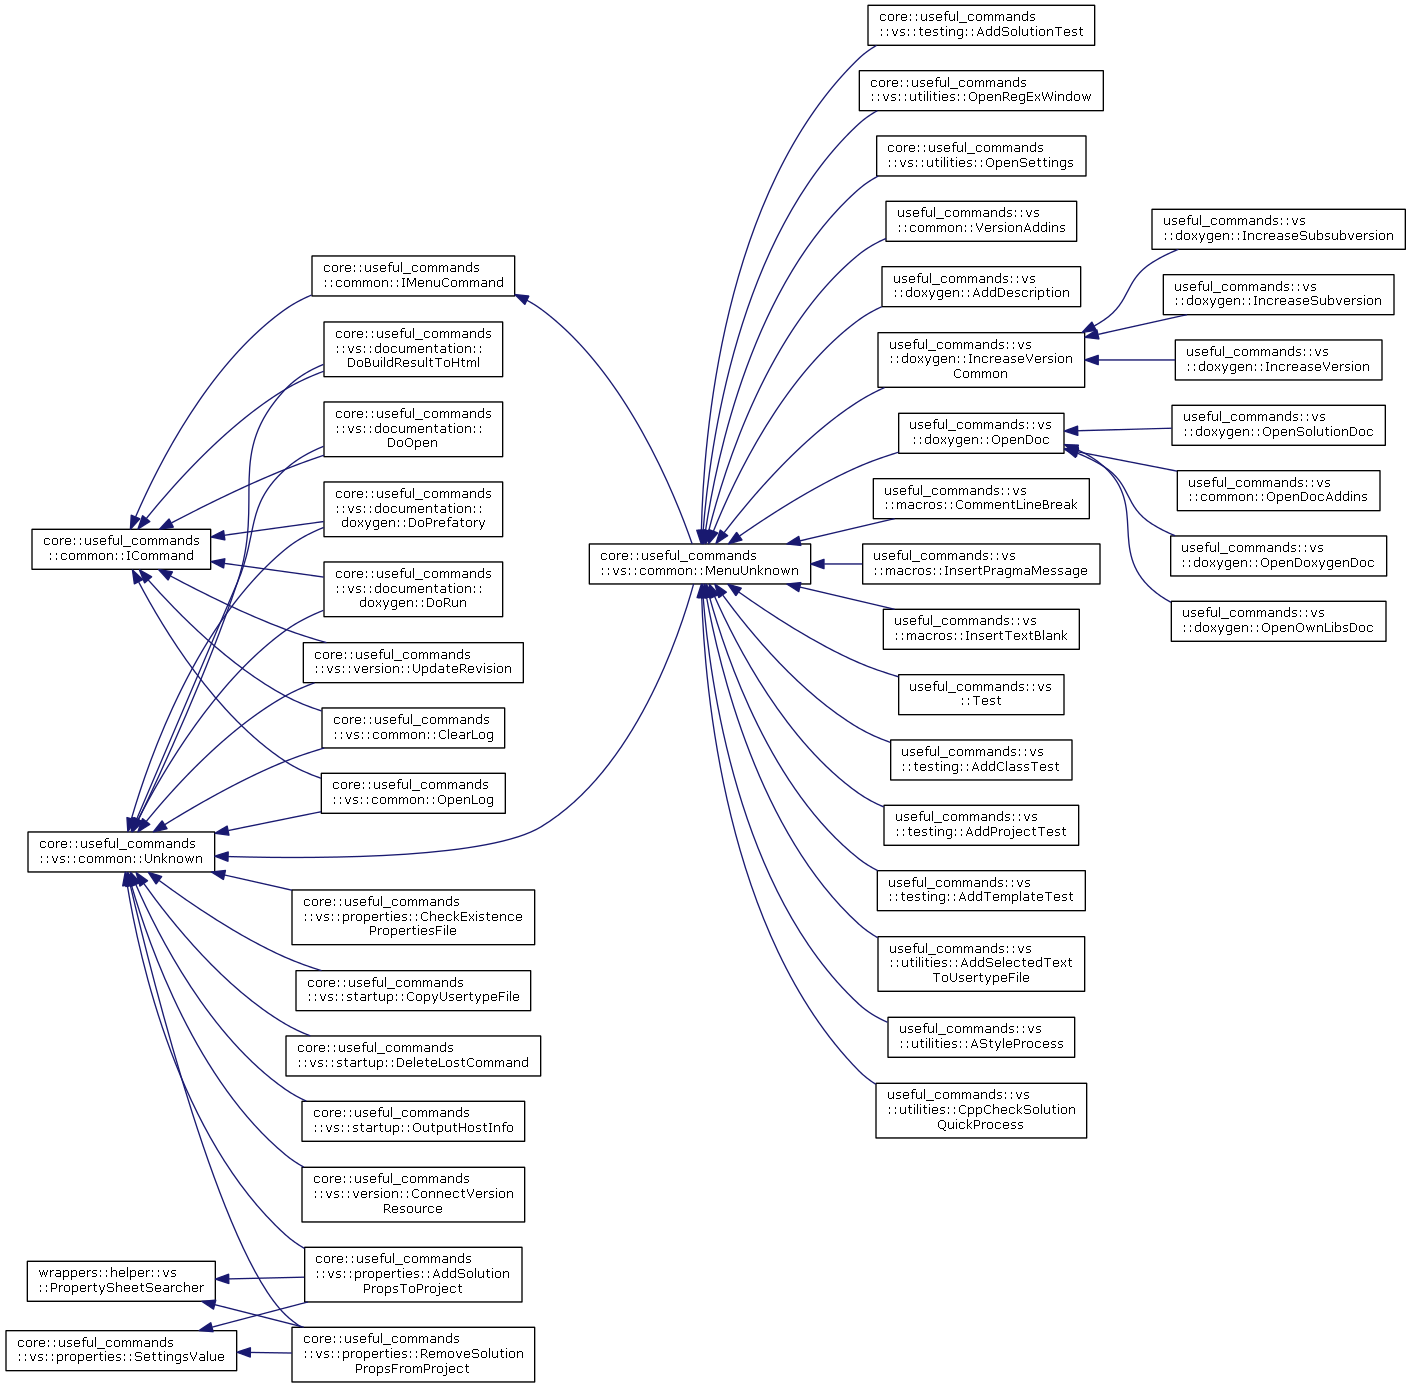 core::useful_commands
::common::ICommand
core::useful_commands
::vs::common::Unknown
wrappers::helper::vs
::PropertySheetSearcher
core::useful_commands
::vs::properties::SettingsValue
core::useful_commands
::common::IMenuCommand
core::useful_commands
::vs::documentation::
DoBuildResultToHtml
core::useful_commands
::vs::documentation::
DoOpen
core::useful_commands
::vs::documentation::
doxygen::DoPrefatory
core::useful_commands
::vs::documentation::
doxygen::DoRun
core::useful_commands
::vs::version::UpdateRevision
core::useful_commands
::vs::common::ClearLog
core::useful_commands
::vs::common::OpenLog
core::useful_commands
::vs::properties::CheckExistence
PropertiesFile
core::useful_commands
::vs::startup::CopyUsertypeFile
core::useful_commands
::vs::startup::DeleteLostCommand
core::useful_commands
::vs::startup::OutputHostInfo
core::useful_commands
::vs::version::ConnectVersion
Resource
core::useful_commands
::vs::properties::AddSolution
PropsToProject
core::useful_commands
::vs::properties::RemoveSolution
PropsFromProject
core::useful_commands
::vs::common::MenuUnknown
core::useful_commands
::vs::testing::AddSolutionTest
core::useful_commands
::vs::utilities::OpenRegExWindow
core::useful_commands
::vs::utilities::OpenSettings
useful_commands::vs
::common::VersionAddins
useful_commands::vs
::doxygen::AddDescription
useful_commands::vs
::doxygen::IncreaseVersion
Common
useful_commands::vs
::doxygen::OpenDoc
useful_commands::vs
::macros::CommentLineBreak
useful_commands::vs
::macros::InsertPragmaMessage
useful_commands::vs
::macros::InsertTextBlank
useful_commands::vs
::Test
useful_commands::vs
::testing::AddClassTest
useful_commands::vs
::testing::AddProjectTest
useful_commands::vs
::testing::AddTemplateTest
useful_commands::vs
::utilities::AddSelectedText
ToUsertypeFile
useful_commands::vs
::utilities::AStyleProcess
useful_commands::vs
::utilities::CppCheckSolution
QuickProcess
useful_commands::vs
::doxygen::IncreaseSubsubversion
useful_commands::vs
::doxygen::IncreaseSubversion
useful_commands::vs
::doxygen::IncreaseVersion
useful_commands::vs
::doxygen::OpenSolutionDoc
useful_commands::vs
::common::OpenDocAddins
useful_commands::vs
::doxygen::OpenDoxygenDoc
useful_commands::vs
::doxygen::OpenOwnLibsDoc